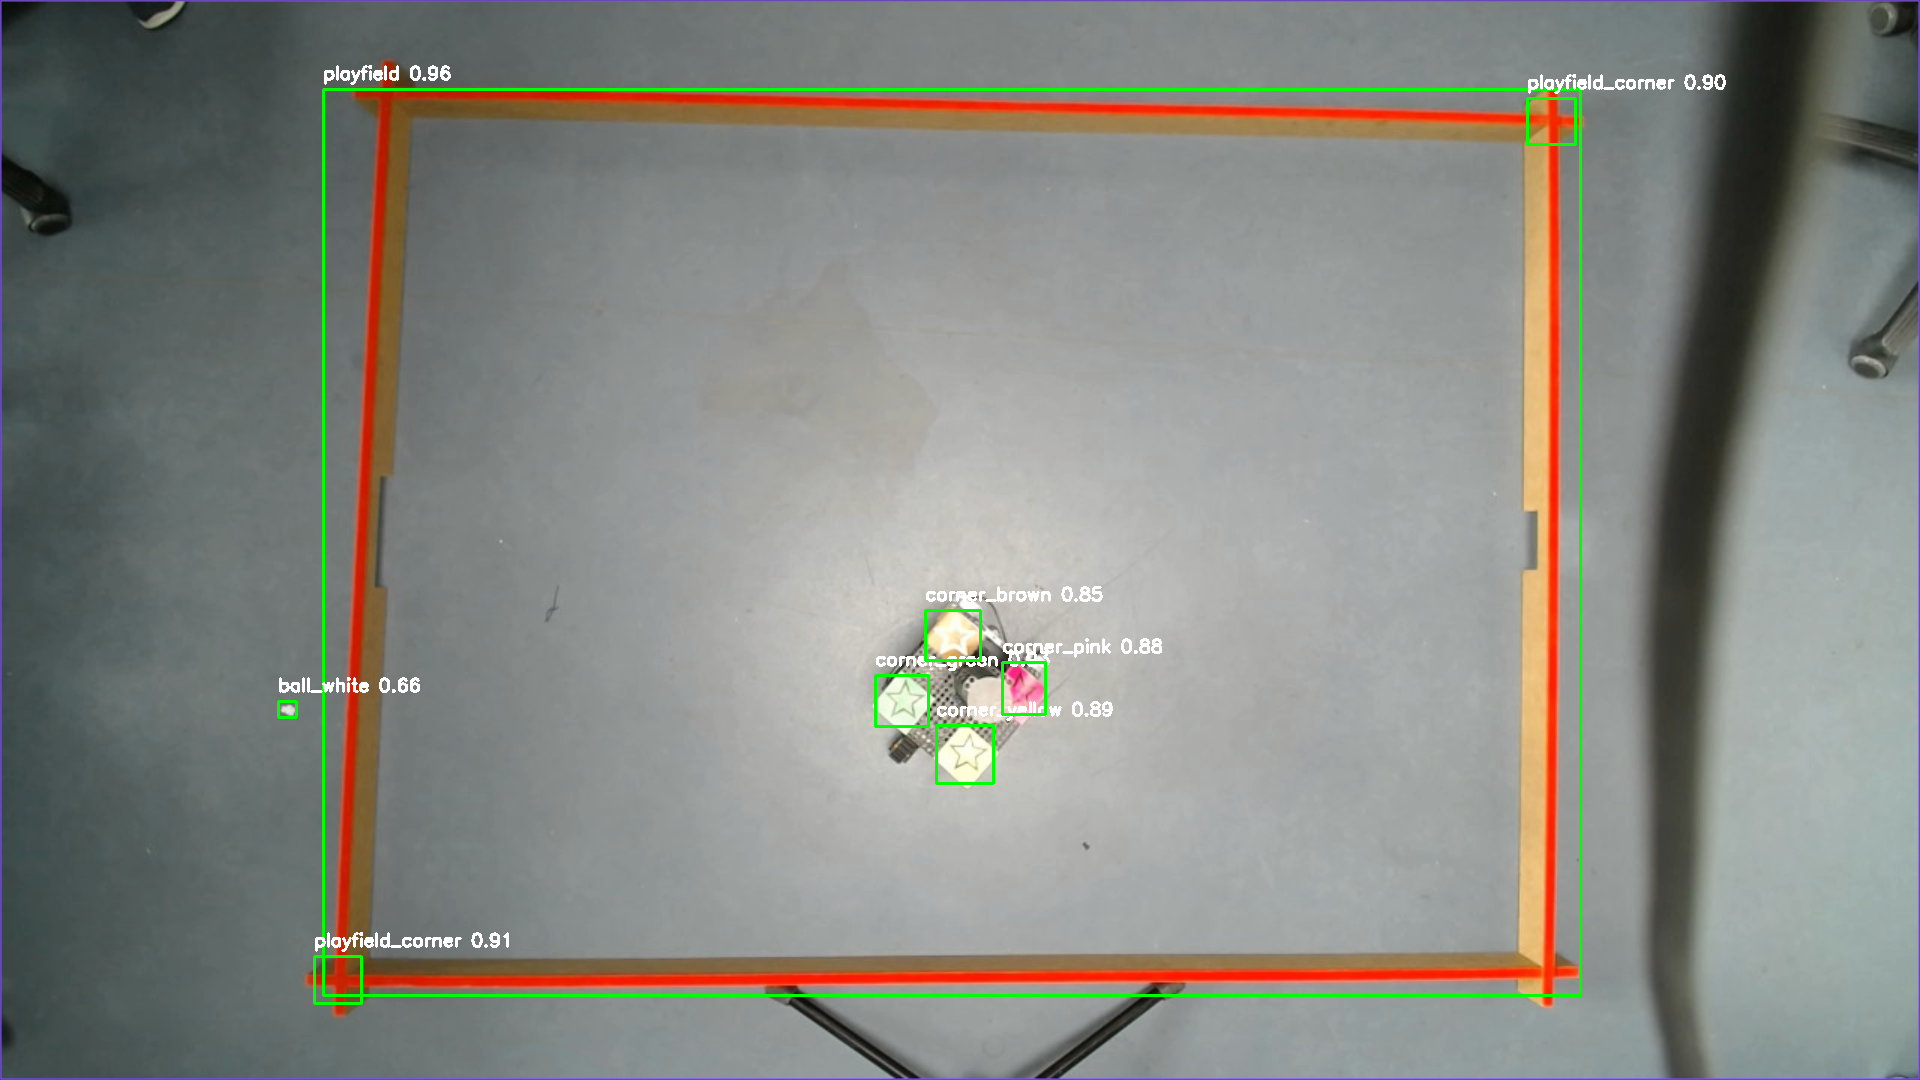 playfield 0.96
playfield_corner 0.90
corner_brown 0.85
corner_pink 0.88
corner_green
ball_white 0.66
corner_yellow 0.89
playfield_corner 0.91